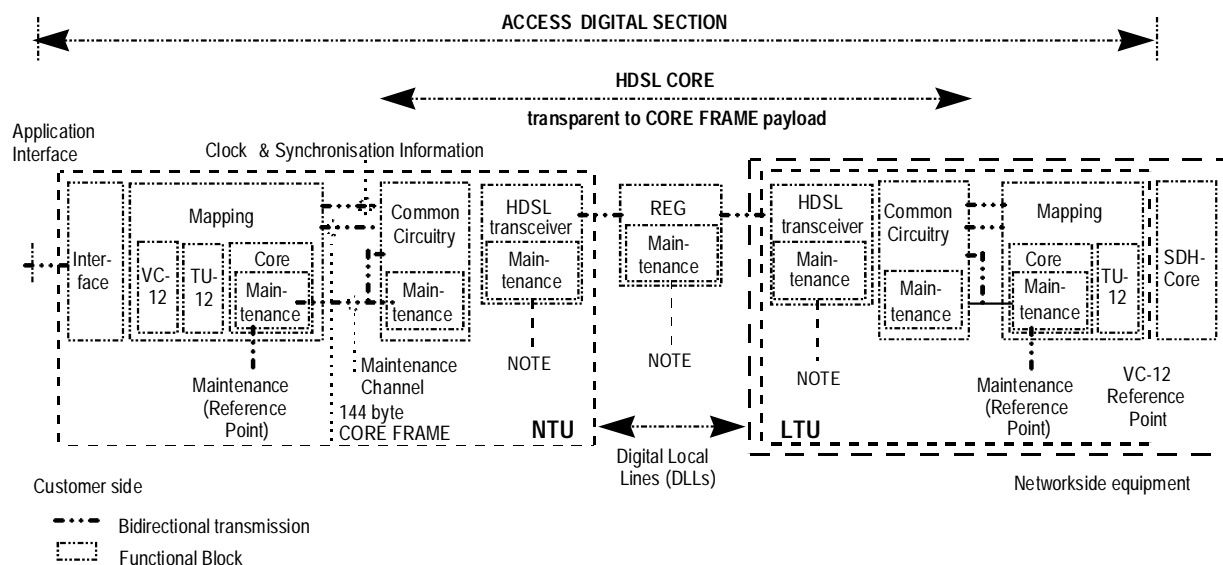 ACCESS DIGITAL SECTION
HDSL CORE
transparent to CORE FRAME payload
Application
Interface
Clock & Synchronisation Information
Inter-
face
Mapping
VC-
12
TU-
12
Core
Main-
tenance
Common
Circuitry
Main-
tenance
HDSL
transceiver
Main-
tenance
REG
Main-
tenance
HDSL
transceiver
Main-
tenance
Common
Circuitry
Main-
tenance
Mapping
Core
Main-
tenance
TU-
12
SDH-
Core
NOTE
NOTE
NOTE
Maintenance
(Reference
Point)
Maintenance
Channel
144 byte
CORE FRAME
NTU
Digital Local
Lines (DLLs)
LTU
Maintenance
(Reference
Point)
VC-12
Reference
Point
Customer side
Networkside equipment
Bidirectional transmission
Functional Block